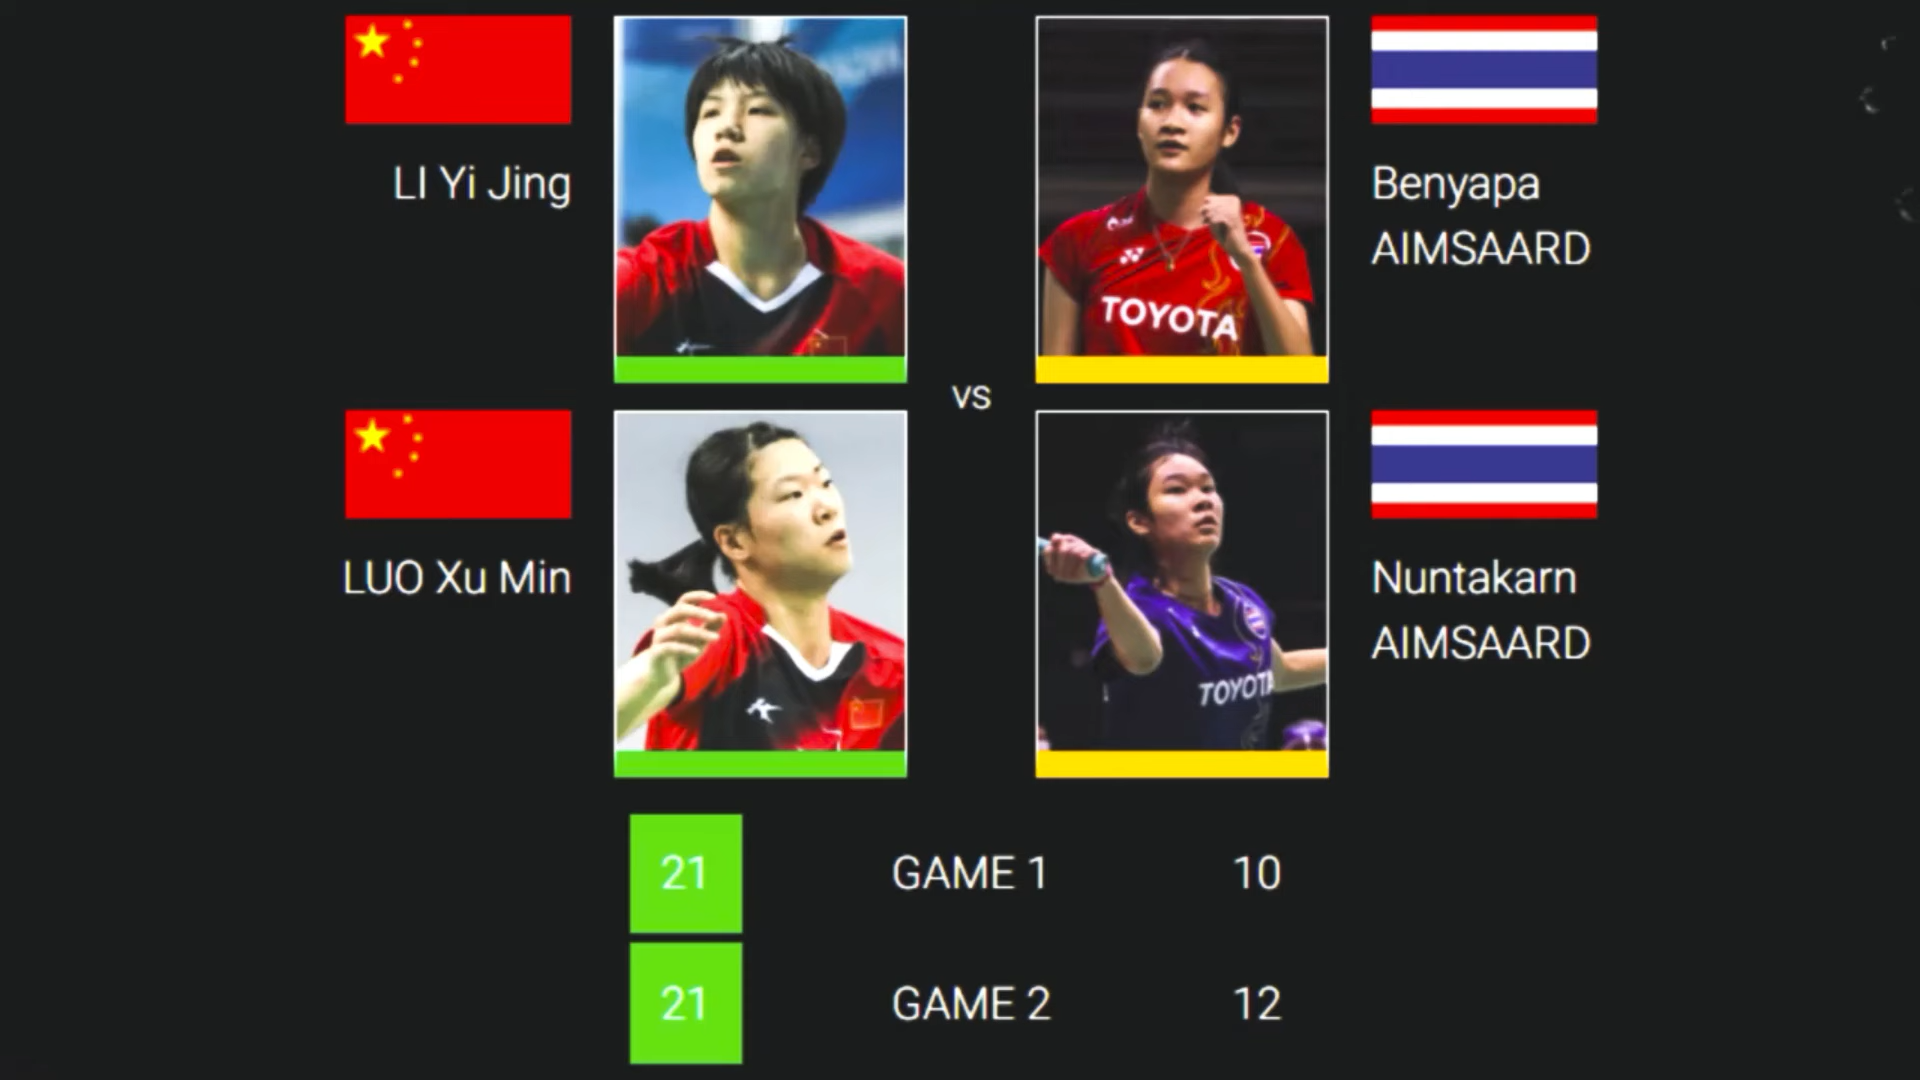 LI Yi Jing
Benyapa
AIMSAARD
TOYOTA
vs
LUO Xu Min
Nuntakarn
AIMSAARD
TOYOTA
21 GAME 1 10
21 GAME 2 12